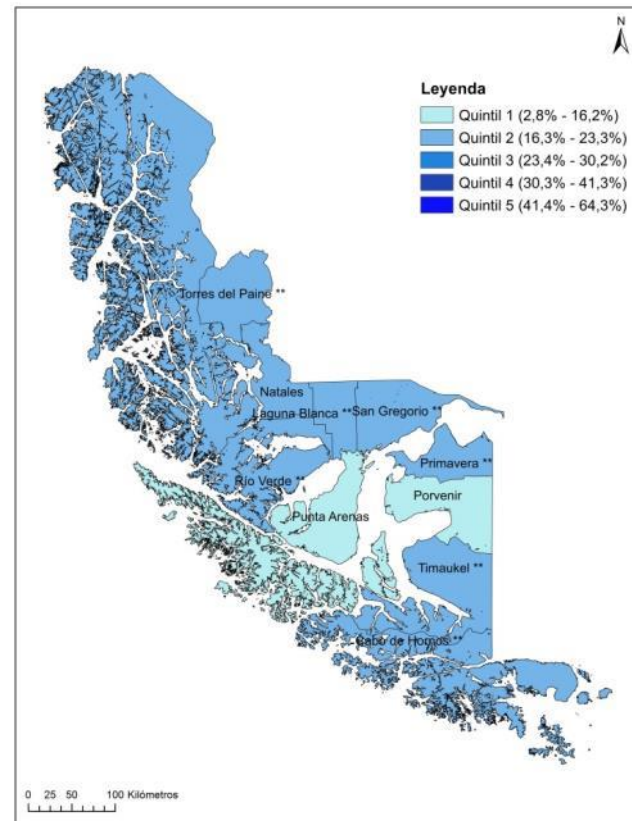 N
Leyenda
Quintil 1 (2,8% - 16,2%)
Quintil 2 (16,3% - 23,3%)
Quintil 3 (23,4% - 30,2%)
Quintil 4 (30,3% - 41,3%)
Quintil 5 (41,4% - 64,3%)
Torres del Paine **
Natales
Laguna Blanca ** San Gregorio **
Primavera **
Río Verde **
Porvenir
Punta Arenas
Timaukel **
Cabo de Hornos **
0 25 50 100 Kilómetros